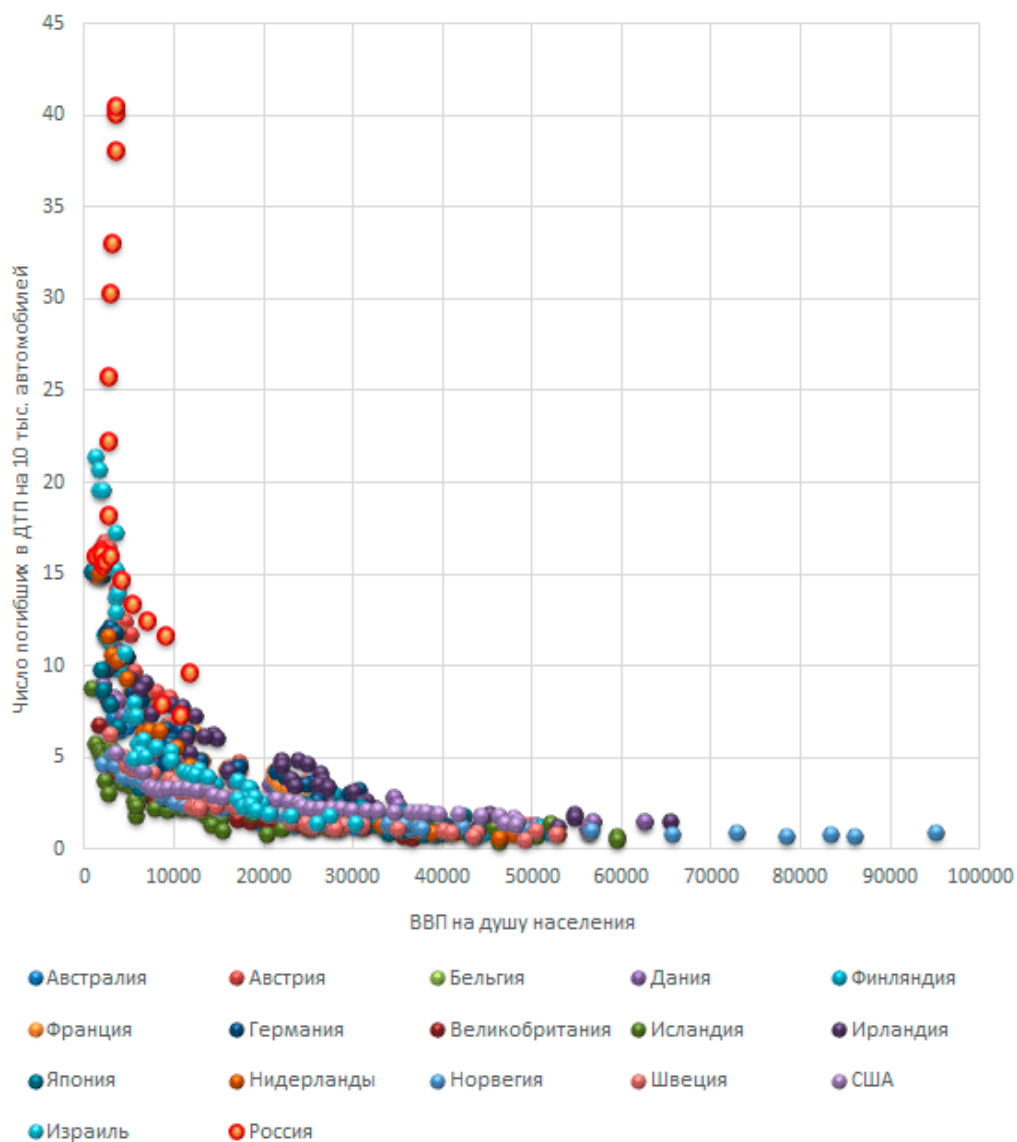 45
40
35
30
25
20
15
10
5
0
Число погибших в ДТП на 10 тыс. автомобилей
0 10000 20000 30000 40000 50000 60000 70000 80000 90000 100000
ВВП на душу населения
Австралия Австрия Бельгия Дания Финляндия
Франция Германия Великобритания Исландия Ирландия
Япония Нидерланды Норвегия Швеция США
Израиль Россия